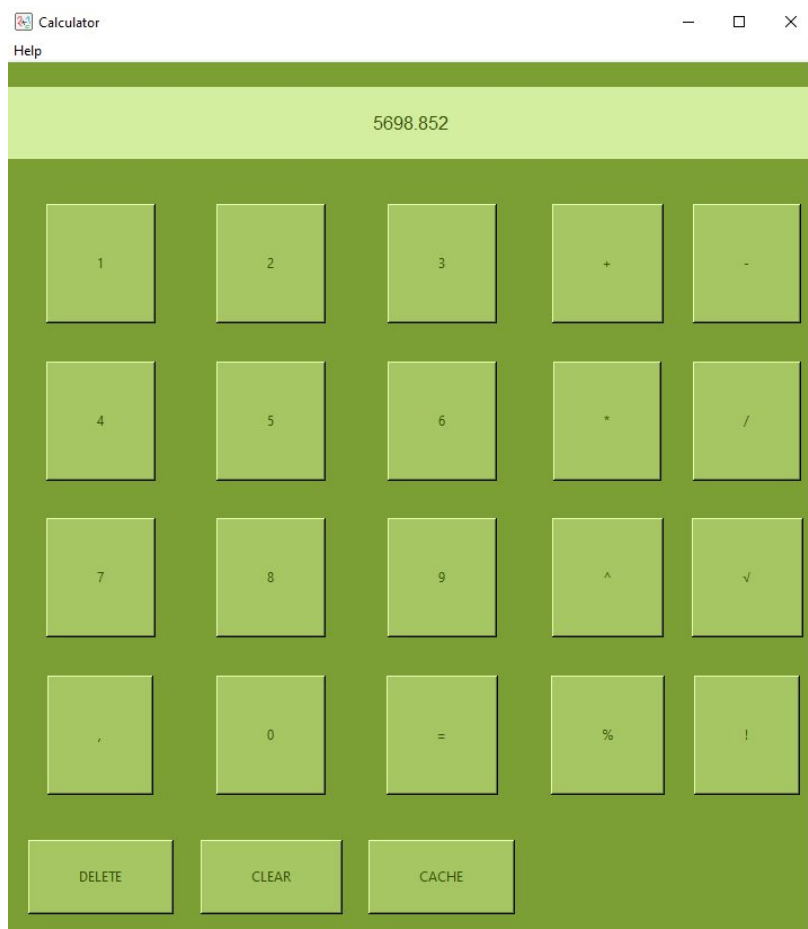 Calculator
Help
5698.852
1 2 3 + -
4 5 6 * /
7 8 9 ^ √
, 0 = % !
DELETE CLEAR CACHE